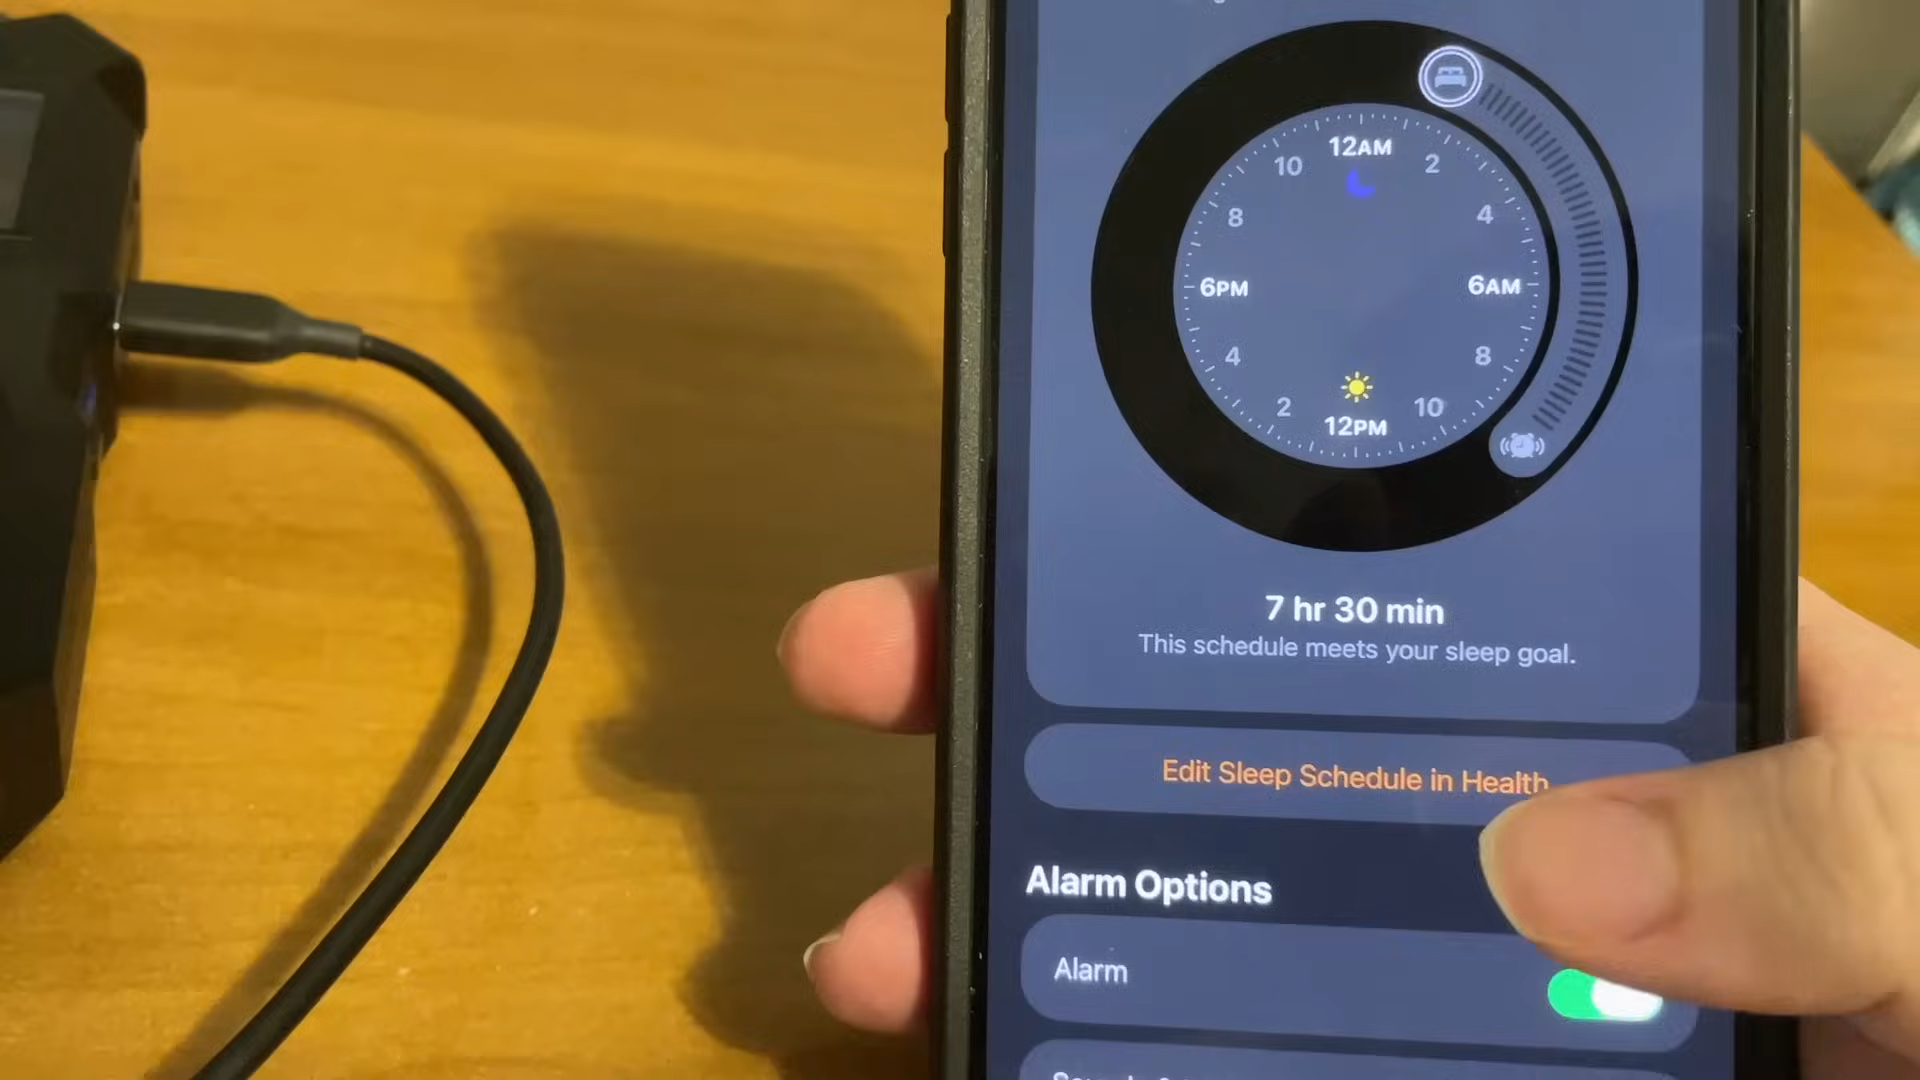 12AM
10 2
8 4
6PM 6AM
4 8
2 10
12PM
7 hr 30 min
This schedule meets your sleep goal.
Edit Sleep Schedule in Health
Alarm Options
Alarm